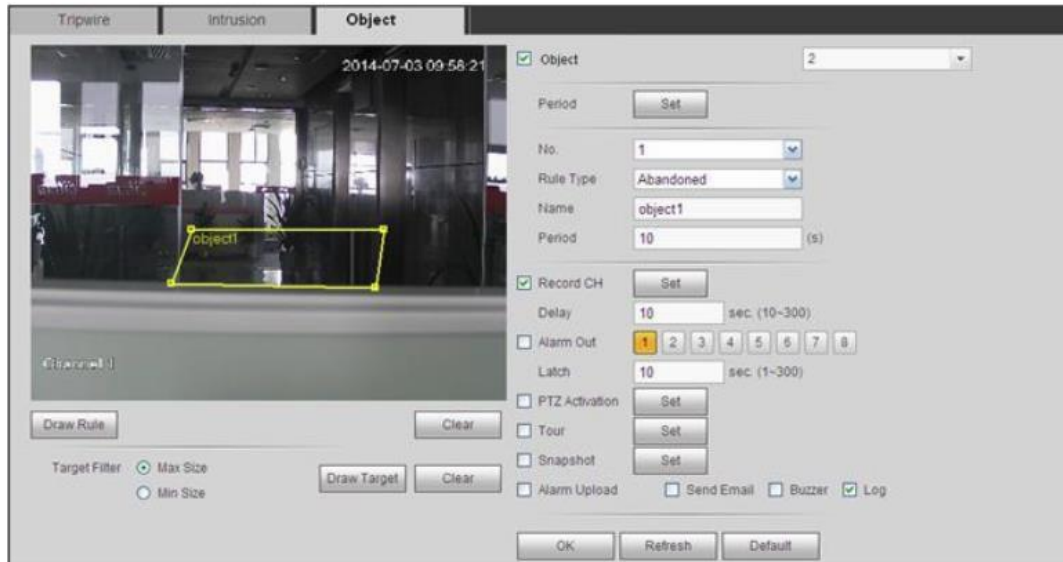 Tripwire
Intrusion
Object
2014-07-03 09:58:21
object1
Channel 1
Draw Rule
Clear
Target Filter
Max Size
Min Size
Draw Target
Clear
Object
2
Period
Set
No.
1
Rule Type
Abandoned
Name
object1
Period
10
(s)
Record CH
Set
Delay
10
sec. (10~300)
Alarm Out
1 2 3 4 5 6 7 8
Latch
10
sec. (1~300)
PTZ Activation
Set
Tour
Set
Snapshot
Set
Alarm Upload
Send Email
Buzzer
Log
OK
Refresh
Default